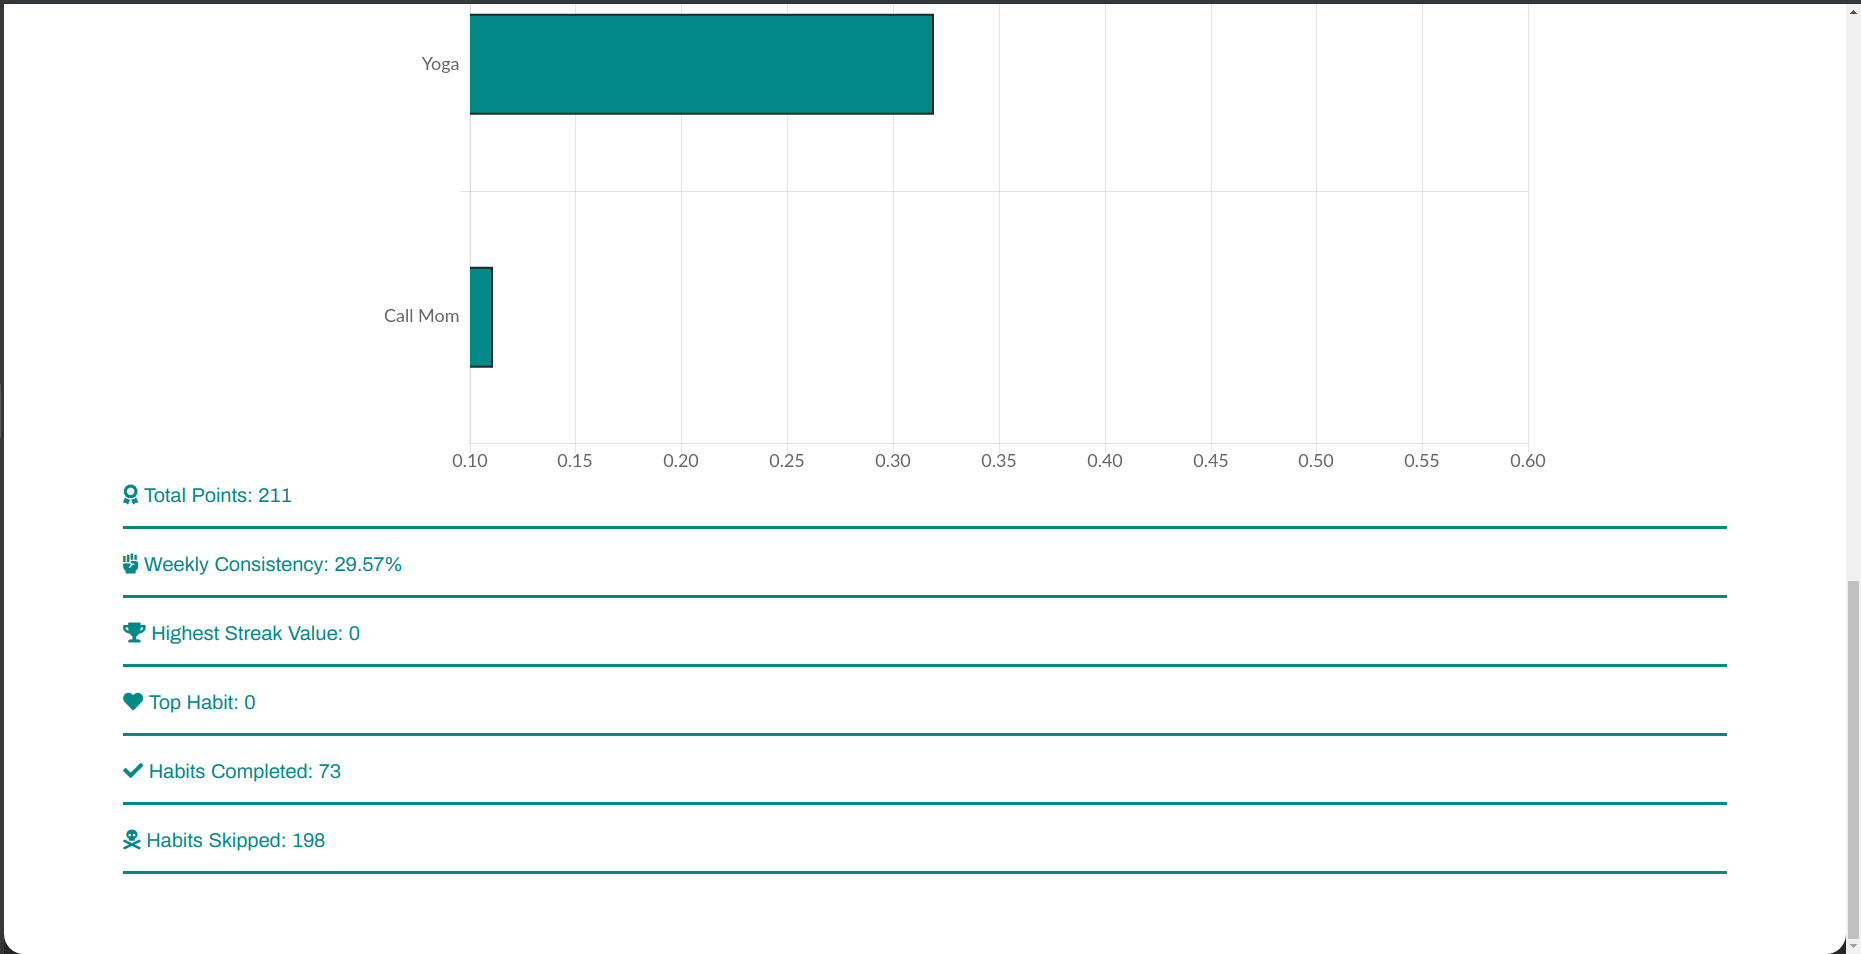 Yoga
Call Mom
0.10 0.15 0.20 0.25 0.30 0.35 0.40 0.45 0.50 0.55 0.60
Total Points: 211
Weekly Consistency: 29.57%
Highest Streak Value: 0
Top Habit: 0
Habits Completed: 73
Habits Skipped: 198